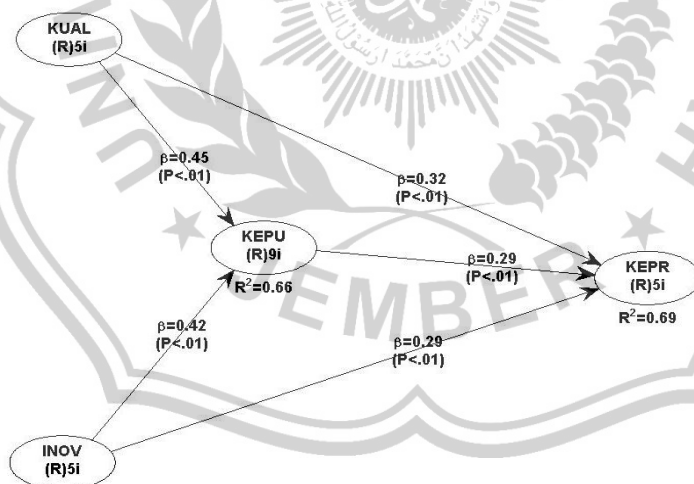 KUAL
(R)5i
β=0.45
(P<.01)
β=0.32
(P<.01)
KEPU
(R)9i
R²=0.66
β=0.29
(P<.01)
KEPR
(R)5i
R²=0.69
β=0.42
(P<.01)
β=0.29
(P<.01)
INOV
(R)5i
EMBER